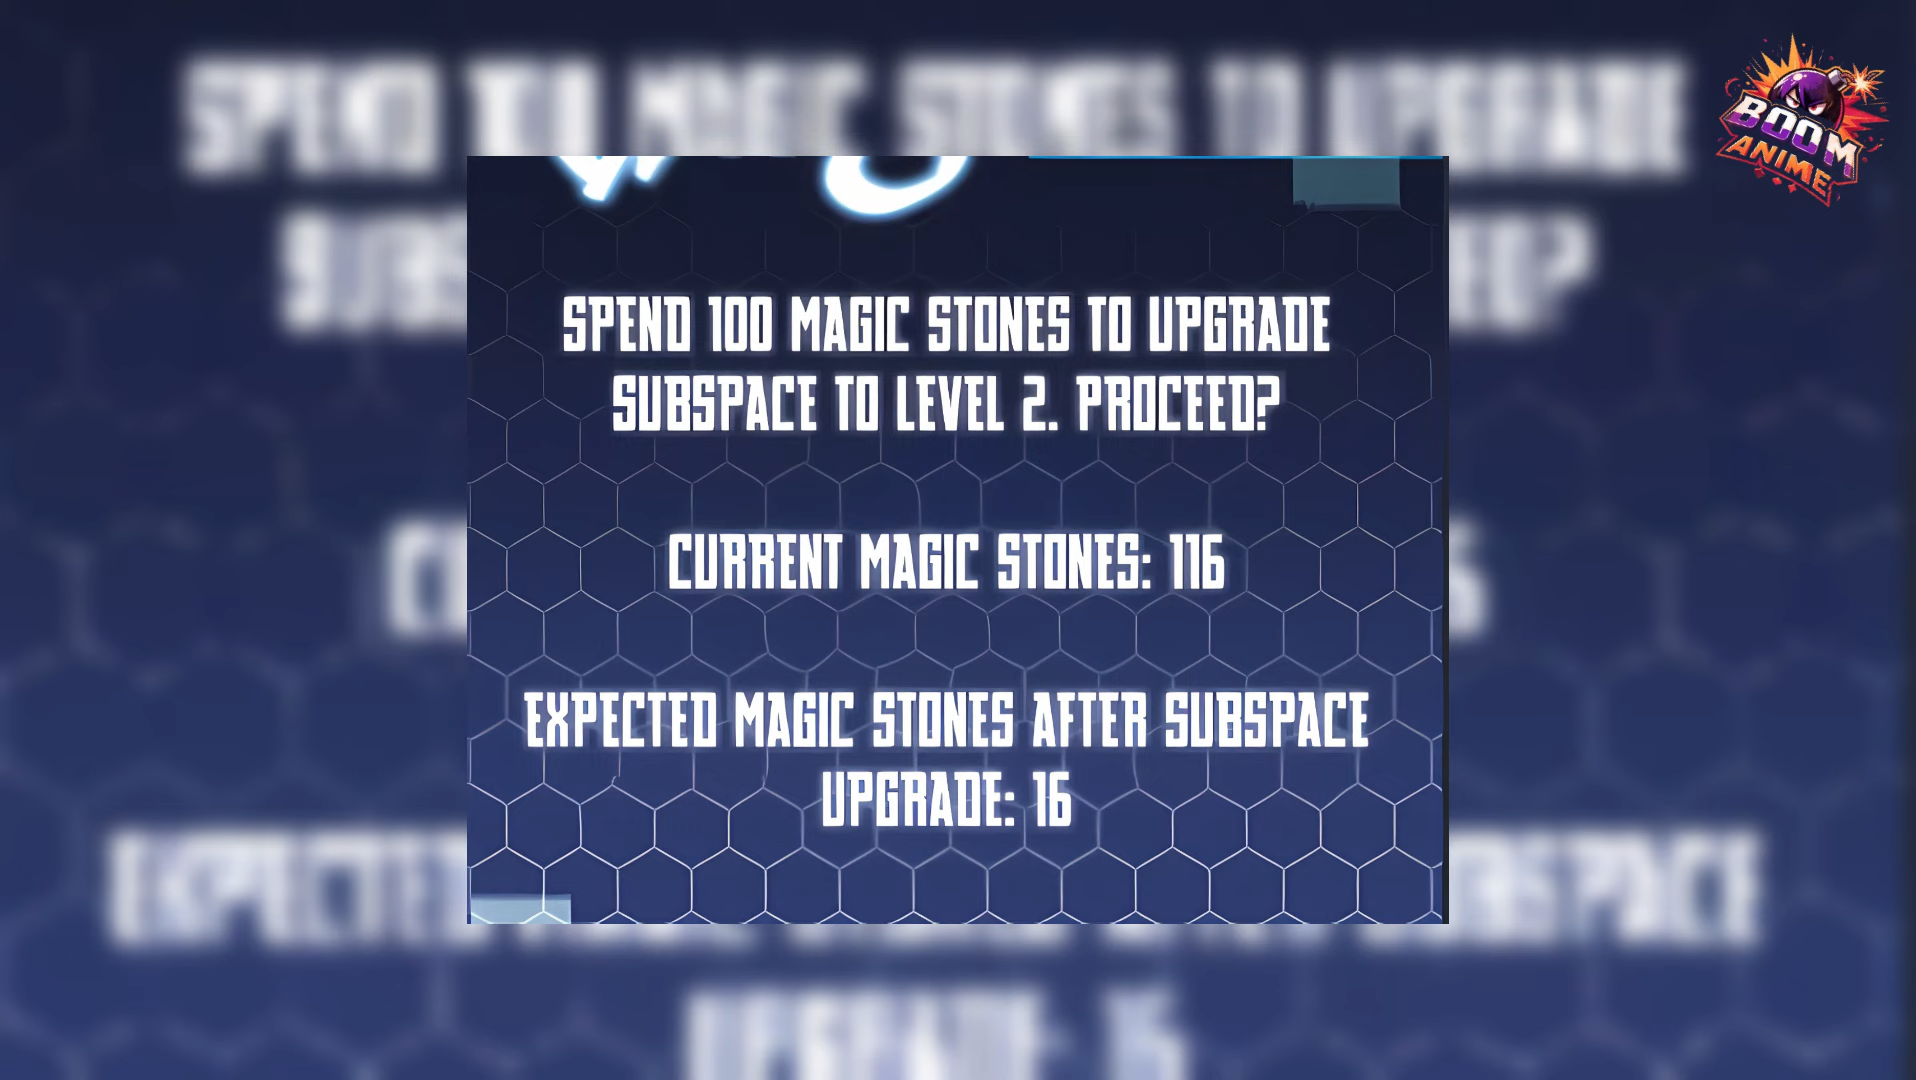 BOOM
ANIME
SPEND 100 MAGIC STONES TO UPGRADE
SUBSPACE TO LEVEL 2. PROCEED?
CURRENT MAGIC STONES: 116
EXPECTED MAGIC STONES AFTER SUBSPACE
UPGRADE: 16